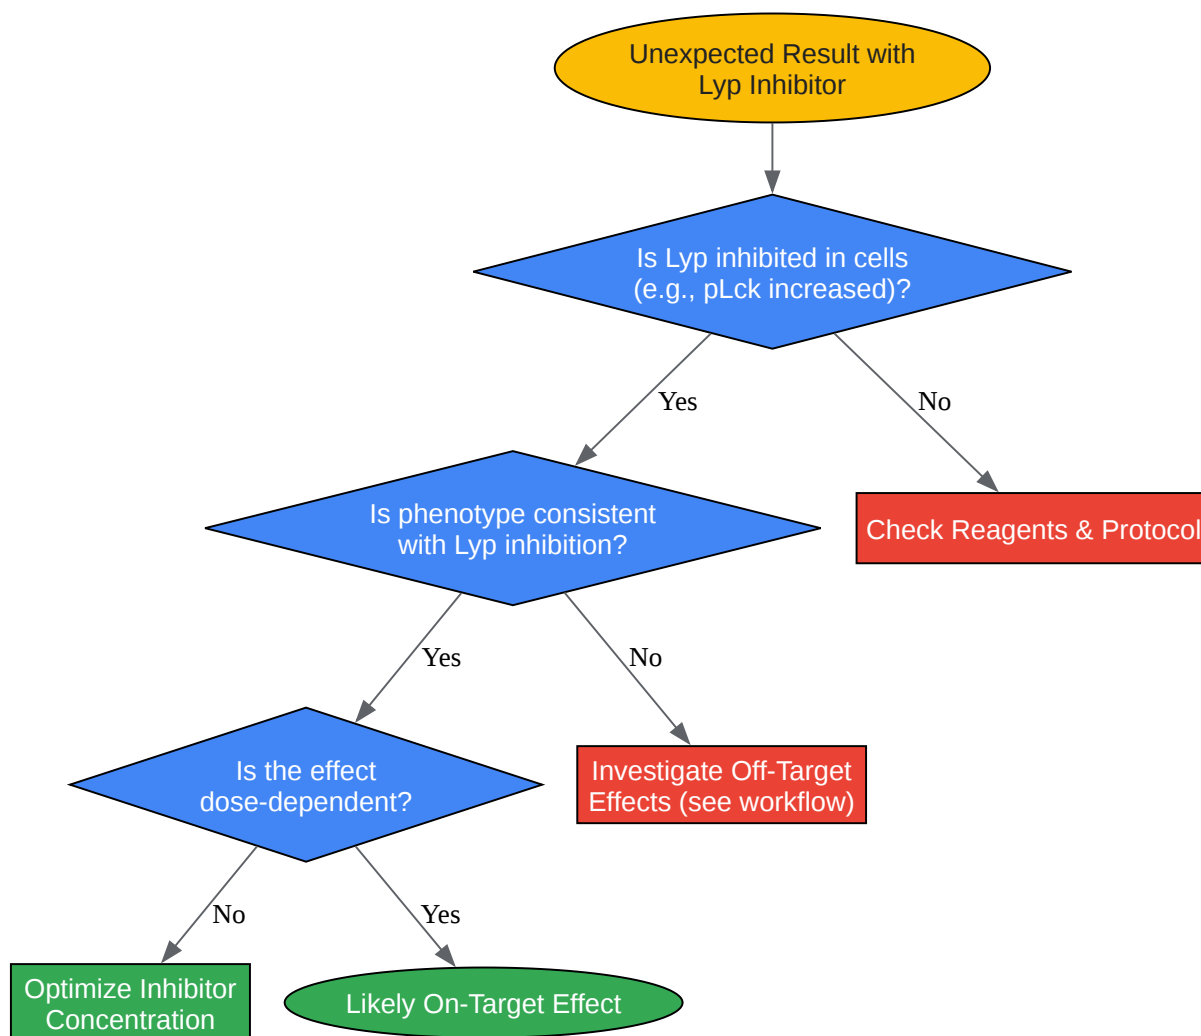 Unexpected Result with
Lyp Inhibitor
Is Lyp inhibited in cells
(e.g., pLck increased)?
Yes
No
Is phenotype consistent
with Lyp inhibition?
Check Reagents & Protocol
Yes
No
Is the effect
dose-dependent?
Investigate Off-Target
Effects (see workflow)
No
Yes
Optimize Inhibitor
Concentration
Likely On-Target Effect